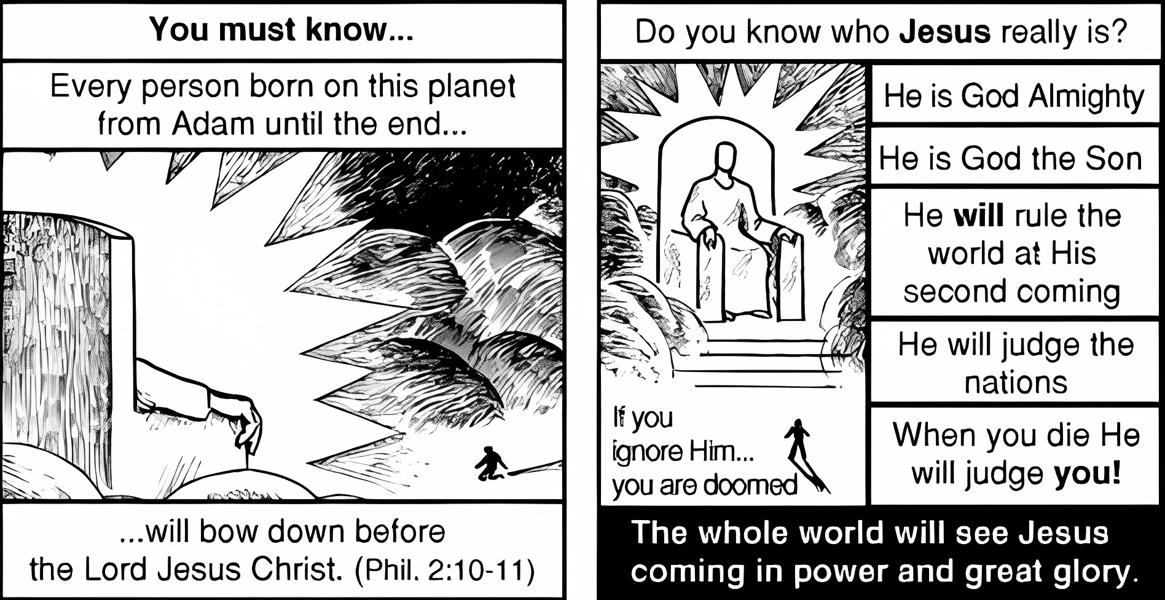 You must know...
Every person born on this planet
from Adam until the end...
...will bow down before
the Lord Jesus Christ. (Phil. 2:10-11)
Do you know who Jesus really is?
He is God Almighty
He is God the Son
He will rule the
world at His
second coming
He will judge the
nations
When you die He
will judge you!
If you
ignore Him...
you are doomed
The whole world will see Jesus
coming in power and great glory.